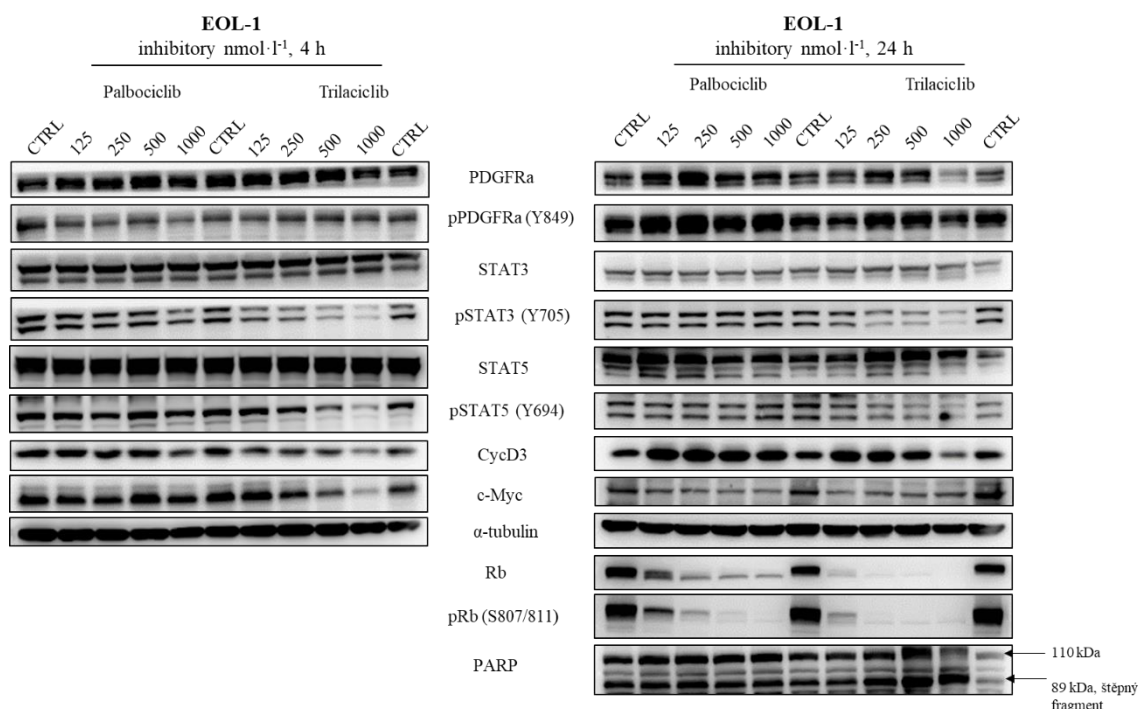 EOL-1
inhibitory nmol·l-1, 4 h
Palbociclib Trilaciclib
CTRL 125 250 500 1000 CTRL 125 250 500 1000 CTRL
EOL-1
inhibitory nmol·l-1, 24 h
Palbociclib Trilaciclib
CTRL 125 250 500 1000 CTRL 125 250 500 1000 CTRL
PDGFRa
pPDGFRa (Y849)
STAT3
pSTAT3 (Y705)
STAT5
pSTAT5 (Y694)
CycD3
c-Myc
α-tubulin
Rb
pRb (S807/811)
PARP
110 kDa
89 kDa, štěpný
fragment